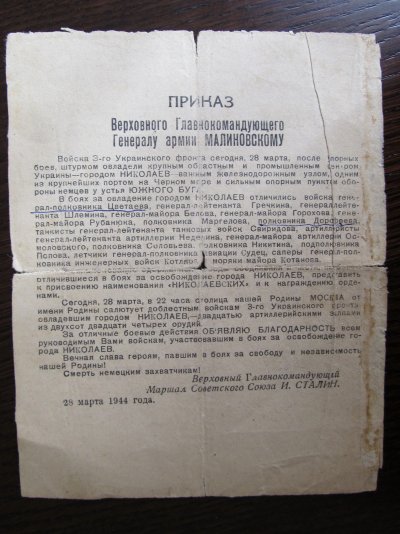 ПРИКАЗ
Верховного Главнокомандующего
Генералу армии МАЛИНОВСКОМУ
Войска 3-го Украинского фронта сегодня, 28 марта, после упорных
боев, штурмом овладели крупным областным и промышленным центром
Украины—городом НИКОЛАЕВ—важным железнодорожным узлом, одним
из крупнейших портом на Черном море и сильным опорным пунктом обо-
роны немцев у устья ЮЖНОГО БУГА.
В боях за овладение городом НИКОЛАЕВ отличились войска гене-
рал-полковника Цветаева, генерал-лейтенанта Гречкина, генерал-лейте-
нанта Шлемина, генерал-майора Белова, генерал-майора Горохова, гене-
рал-майора Рубанюка, полковника Маргелова, полковника Дорофеева,
танкисты генерал-лейтенанта танковых войск Свиридова, артиллеристы
генерал-лейтенанта артиллерии Неделина, генерал-майора артиллерии Ос-
моловского, полковника Соловьева, полковника Никитина, подполковника
Попова, летчики генерал-полковника авиации Судец, саперы генерал-пол-
ковника инженерных войск Котляр и моряки майора Котанова.
отличившиеся в боях за освобождение города НИКОЛАЕВ, представить
к присвоению наименования «НИКОЛАЕВСКИХ» и к награждению орде-
нами.
Сегодня, 28 марта, в 22 часа столица нашей Родины МОСКВА от
имени Родины салютует доблестным войскам 3-го Украинского фронта,
овладевшим городом НИКОЛАЕВ,—двадцатью артиллерийскими залпами
из двухсот двадцати четырех орудий.
За отличные боевые действия ОБ'ЯВЛЯЮ БЛАГОДАРНОСТЬ всем
руководимым Вами войскам, участвовавшим в боях за освобождение го-
рода НИКОЛАЕВ.
Вечная слава героям, павшим в боях за свободу и независимость
нашей Родины!
Смерть немецким захватчикам!
Верховный Главнокомандующий
Маршал Советского Союза И. СТАЛИН.
28 марта 1944 года.